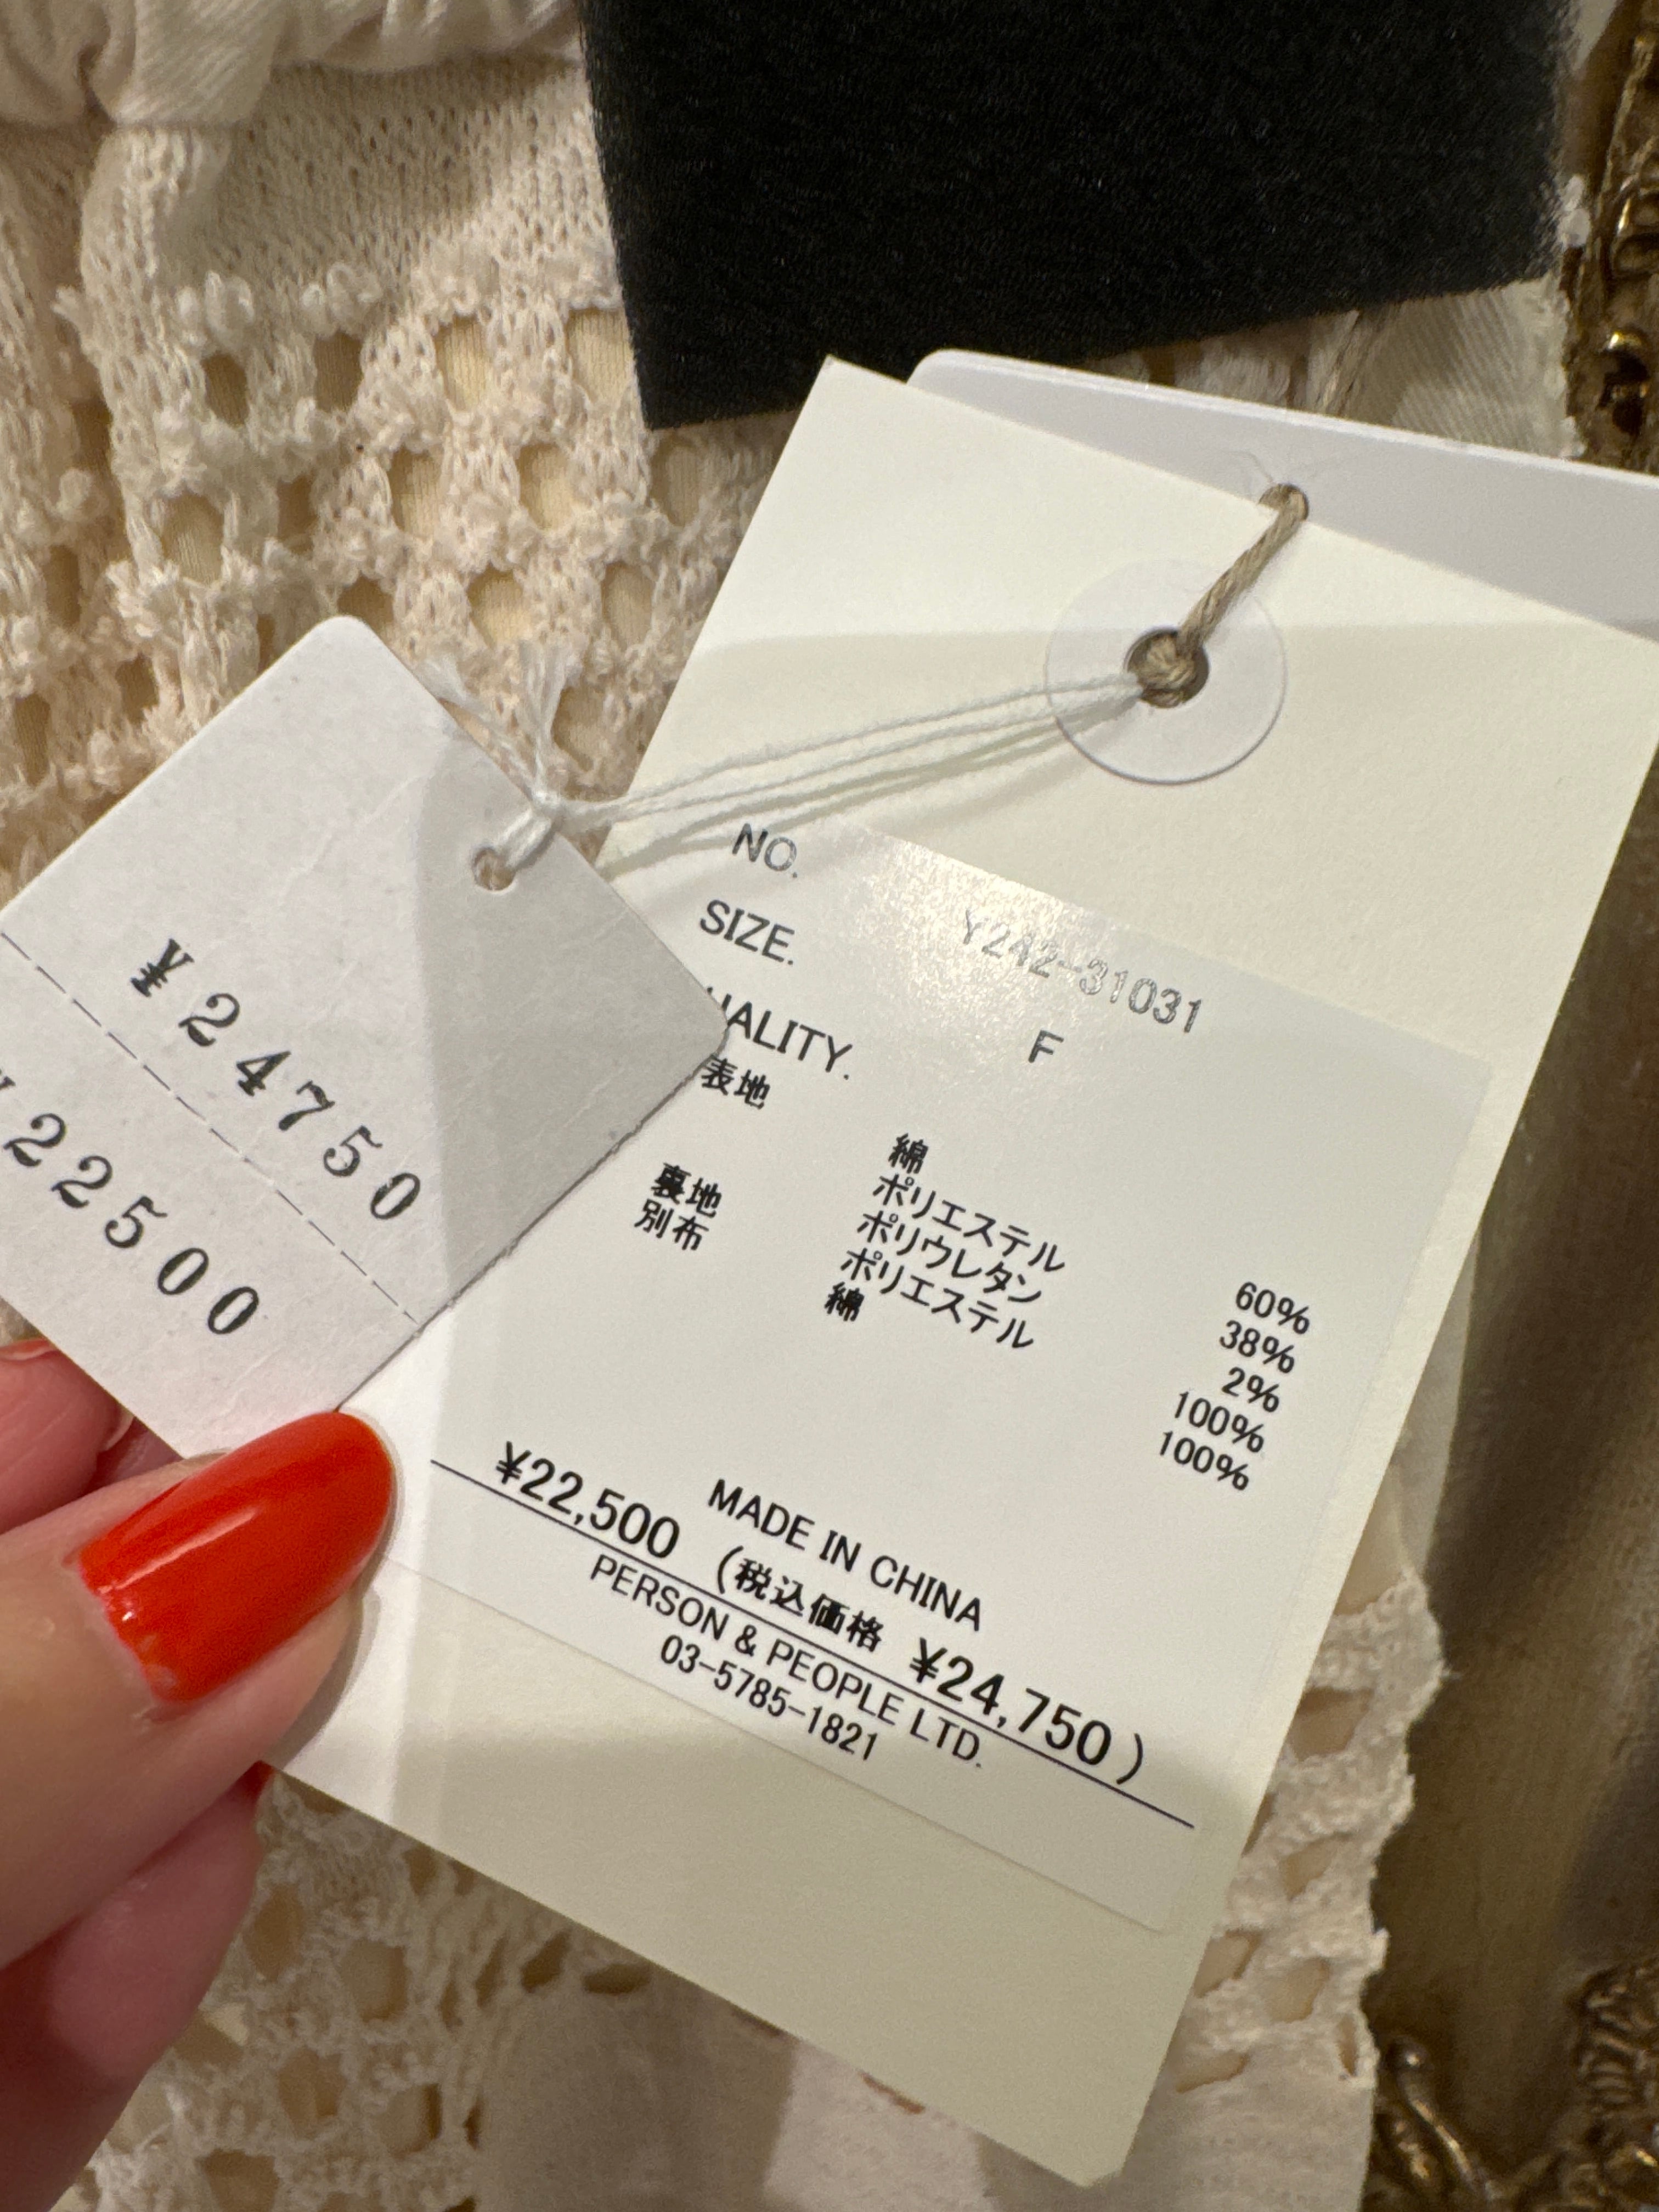 ¥24750
¥22500
NO. Y242-31031
SIZE. F
UALITY.
表地 綿 60%
ポリエステル 38%
ポリウレタン 2%
裏地 ポリエステル 100%
別布 綿 100%
MADE IN CHINA
¥22,500 (税込価格 ¥24,750)
PERSON & PEOPLE LTD.
03-5785-1821